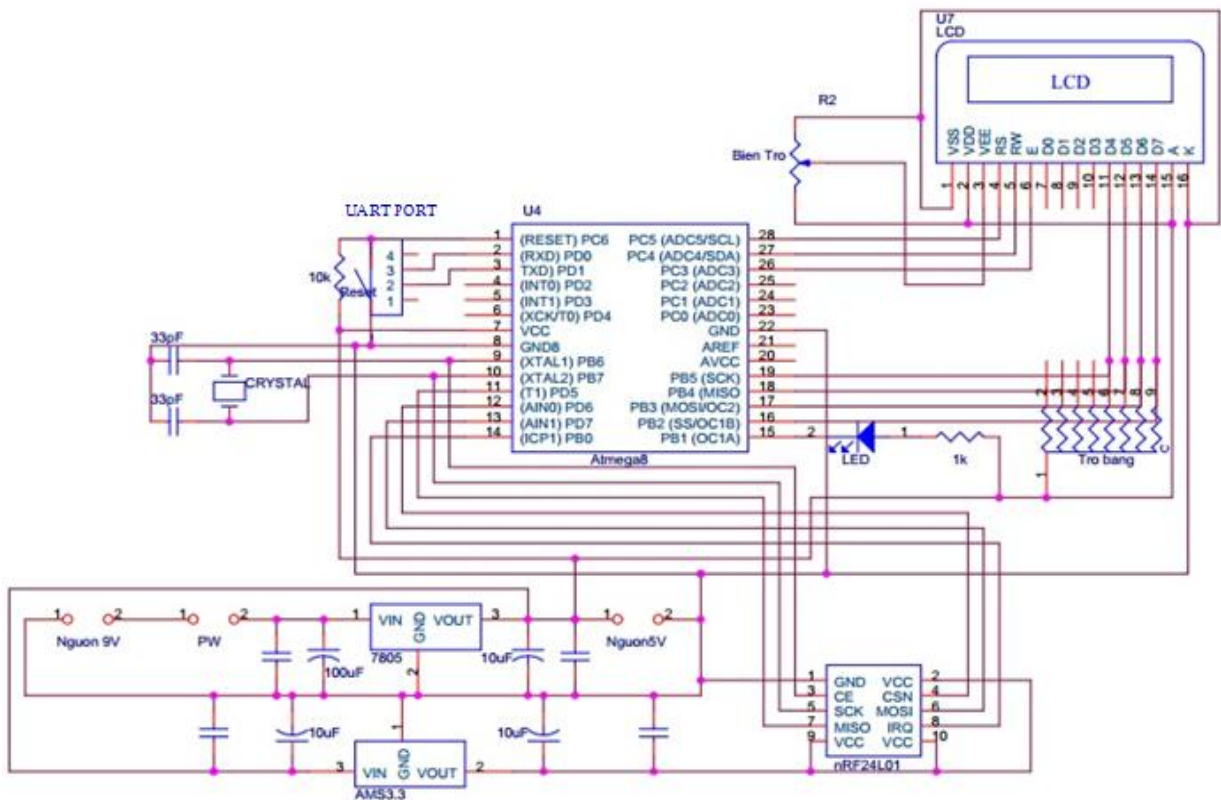 U7
LCD
LCD
VSS VDD VEE RS RW E D0 D1 D2 D3 D4 D5 D6 D7 A K
1 2 3 4 5 6 7 8 9 10 11 12 13 14 15 16
R2
Bien Tro
UART PORT
4
3
2
1
10k
Reset
33pF
33pF
CRYSTAL
U4
1 (RESET) PC6 PC5 (ADC5/SCL) 28
2 (RXD) PD0 PC4 (ADC4/SDA) 27
3 TXD) PD1 PC3 (ADC3) 26
4 (INT0) PD2 PC2 (ADC2) 25
5 (INT1) PD3 PC1 (ADC1) 24
6 (XCK/T0) PD4 PC0 (ADC0) 23
7 VCC GND 22
8 GND8 AREF 21
9 (XTAL1) PB6 AVCC 20
10 (XTAL2) PB7 PB5 (SCK) 19
11 (T1) PD5 PB4 (MISO 18
12 (AIN0) PD6 PB3 (MOSI/OC2) 17
13 (AIN1) PD7 PB2 (SS/OC1B) 16
14 (ICP1) PB0 PB1 (OC1A) 15
Atmega8
2 LED 1
1k
2 3 4 5 6 7 8 9
C
Tro bang
1
1 2
Nguon 9V
1 2
PW
100uF
1 VIN GND VOUT 3
7805
2
10uF
1 2
Nguon5V
10uF
1
3 VIN GND VOUT 2
AMS3.3
10uF
1 GND VCC 2
3 CE CSN 4
5 SCK MOSI 6
7 MISO IRQ 8
9 VCC VCC 10
nRF24L01